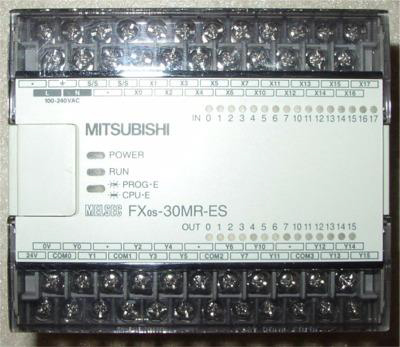 ⏚ S/S S/S X1 X3 X5 X7 X11 X13 X15 X17
L N • X0 X2 X4 X6 X10 X12 X14 X16
100-240VAC
IN 0 1 2 3 4 5 6 7 10 11 12 13 14 15 16 17
MITSUBISHI
POWER
RUN
PROG-E
CPU-E
MELSEC FX0S-30MR-ES
OUT 0 1 2 3 4 5 6 7 10 11 12 13 14 15
0V Y0 • Y2 Y4 • Y6 • Y10 Y12 • Y14
24V COM0 Y1 COM1 Y3 Y5 COM2 Y7 Y11 COM3 Y13 Y15